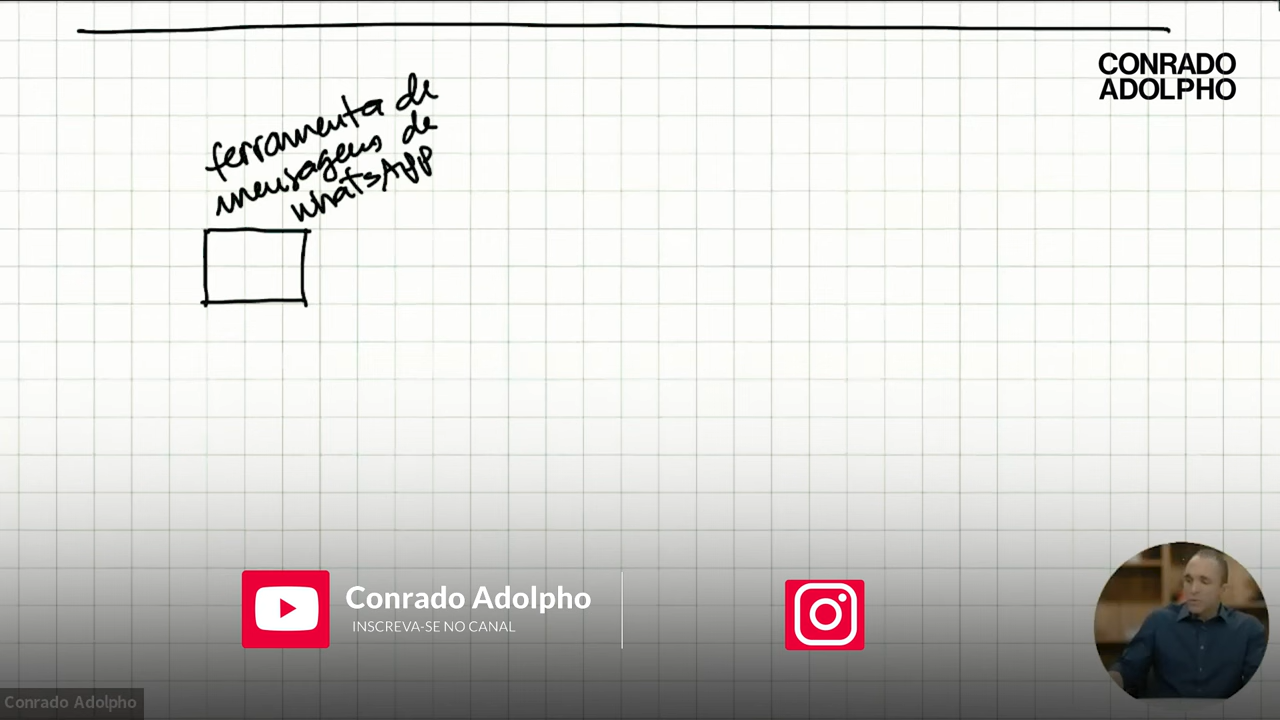 CONRADO
ADOLPHO
ferramenta de
mensagens de
whatsApp
Conrado Adolpho
INSCREVA-SE NO CANAL
Conrado Adolpho